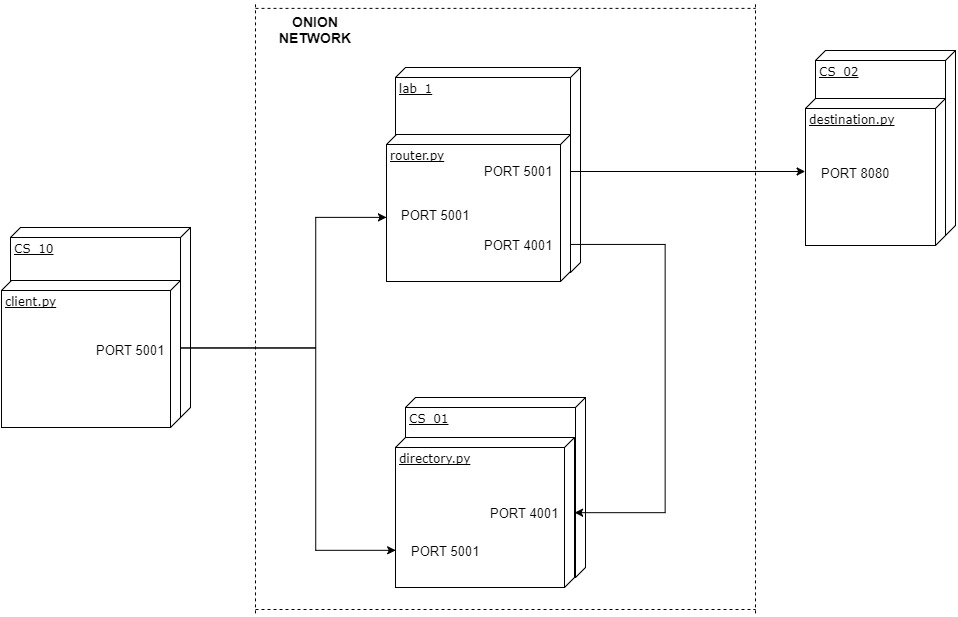 ONION
NETWORK
lab_1
router.py
PORT 5001
PORT 5001
PORT 4001
CS_02
destination.py
PORT 8080
CS_10
client.py
PORT 5001
CS_01
directory.py
PORT 4001
PORT 5001